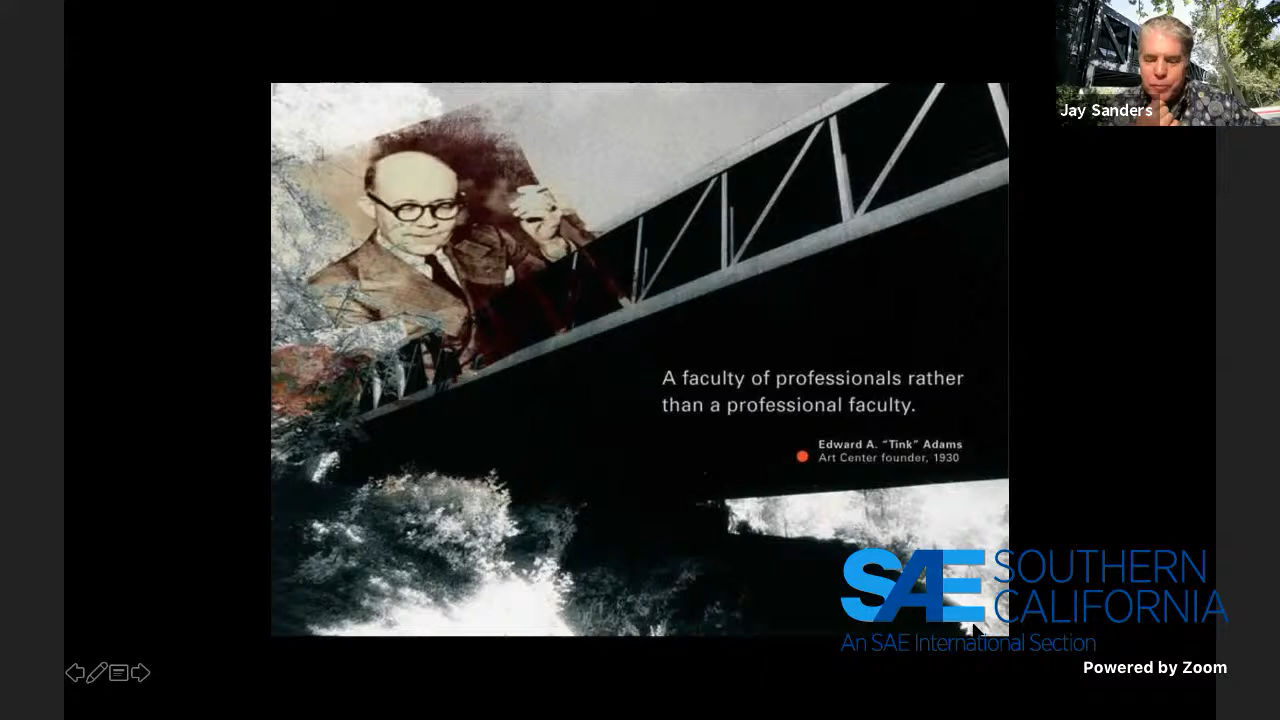 Jay Sanders
A faculty of professionals rather
than a professional faculty.
Edward A. “Tink” Adams
Art Center founder, 1930
SAE SOUTHERN
CALIFORNIA
An SAE International Section
Powered by Zoom